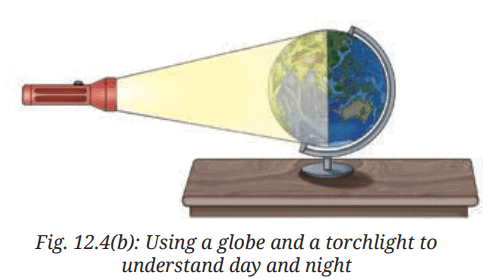 Fig. 12.4(b): Using a globe and a torchlight to
understand day and night